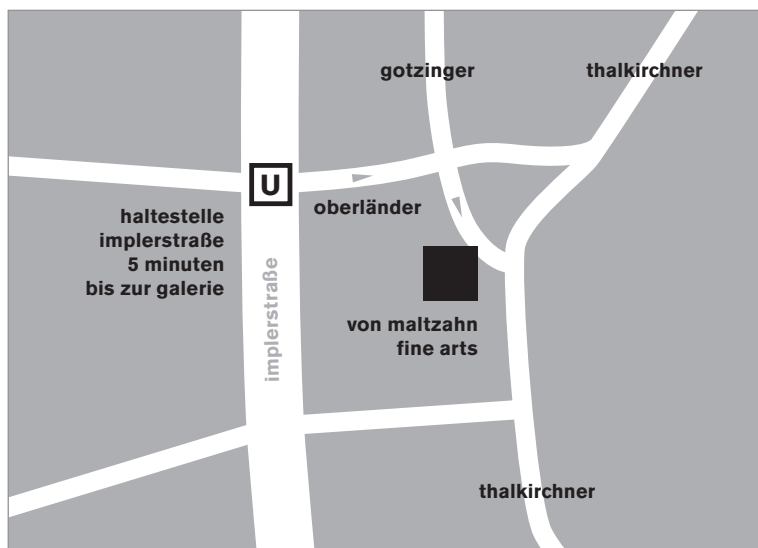 gotzinger
thalkirchner
U
oberländer
haltestelle
implerstraße
5 minuten
bis zur galerie
implerstraße
von maltzahn
fine arts
thalkirchner